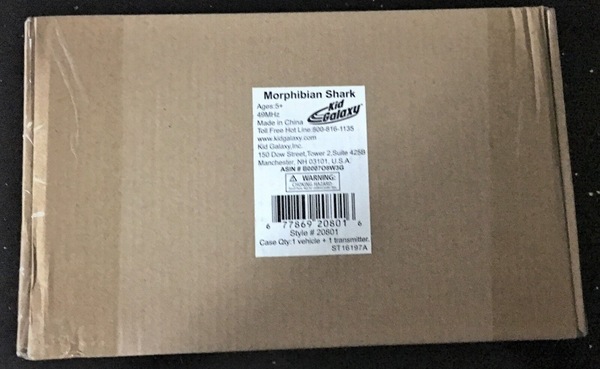 Morphibian Shark
Ages:5+
49MHz
Kid Galaxy
Made in China
Toll Free Hot Line:800-816-1135
www.kidgalaxy.com
Kid Galaxy,Inc.
150 Dow Street,Tower 2,Suite 425B
Manchester, NH 03101, U.S.A.
ASIN # B0007O9W3G
WARNING:
CHOKING HAZARD
6 77869 20801 6
Style # 20801
Case Qty:1 vehicle + 1 transmitter.
ST16197A